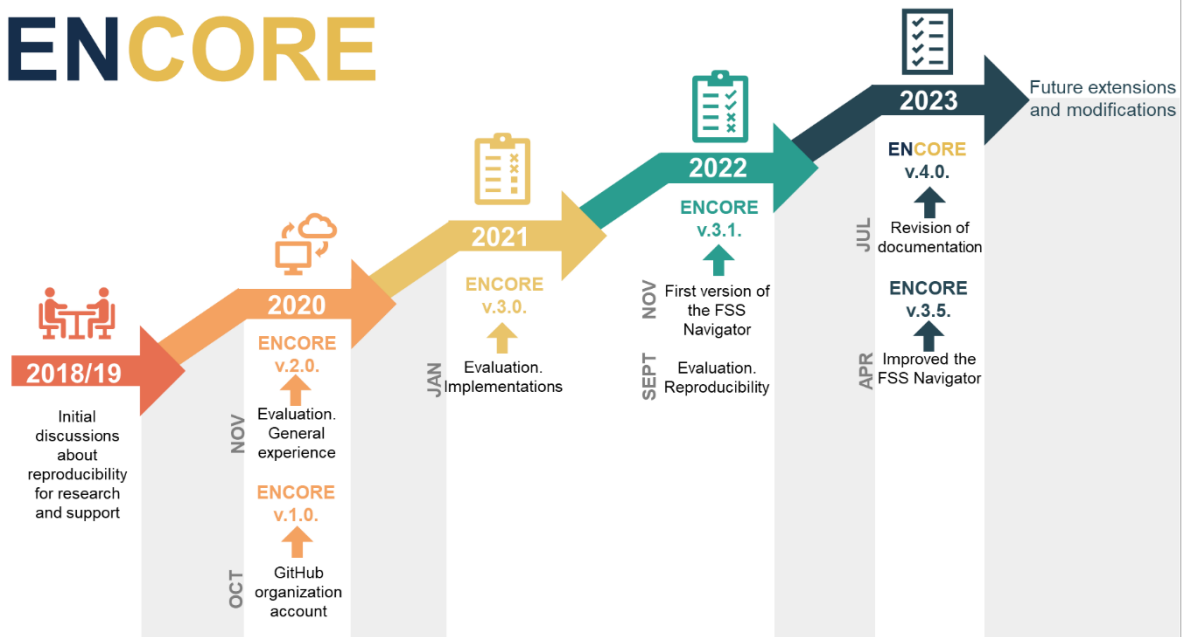 ENCORE
2018/19
Initial
discussions
about
reproducibility
for research
and support
2020
ENCORE
v.2.0.
NOV
Evaluation.
General
experience
ENCORE
v.1.0.
OCT
GitHub
organization
account
2021
ENCORE
v.3.0.
JAN
Evaluation.
Implementations
2022
ENCORE
v.3.1.
NOV
First version of
the FSS
Navigator
SEPT
Evaluation.
Reproducibility
2023
ENCORE
v.4.0.
JUL
Revision of
documentation
ENCORE
v.3.5.
APR
Improved the
FSS Navigator
Future extensions
and modifications